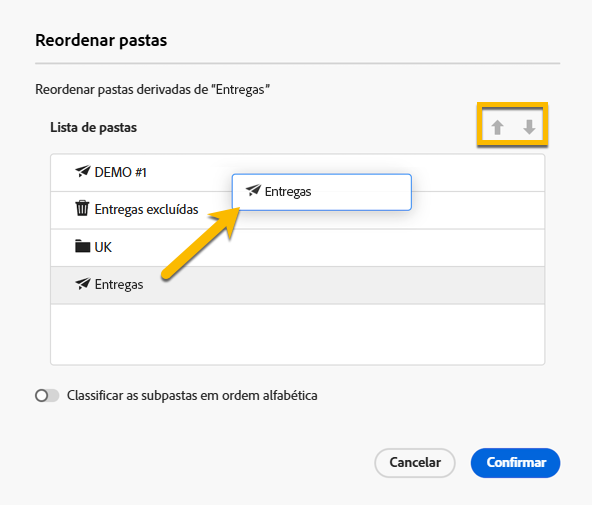 Reordenar pastas
Reordenar pastas derivadas de "Entregas"
Lista de pastas
DEMO #1
Entregas
Entregas excluídas
UK
Entregas
Classificar as subpastas em ordem alfabética
Cancelar
Confirmar